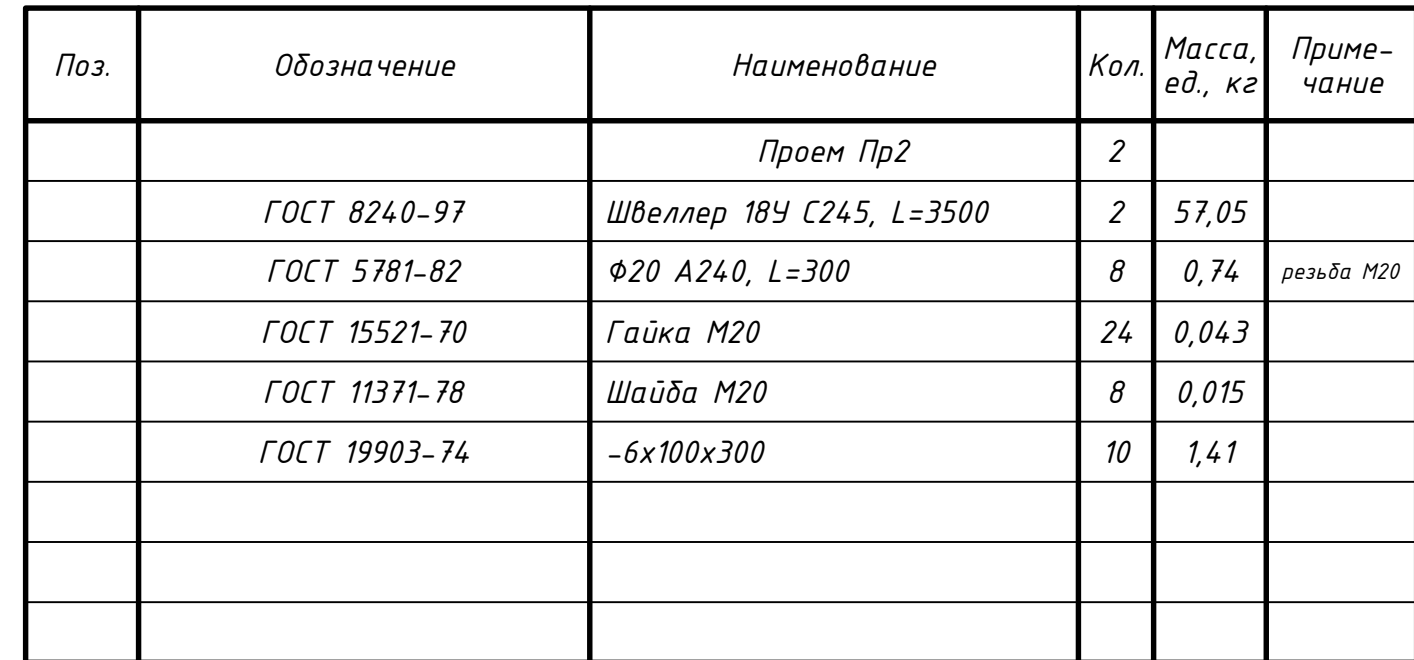 Поз. Обозначение Наименование Кол. Масса, ед., кг Приме-чание
Проем Пр2 2
ГОСТ 8240-97 Швеллер 18У С245, L=3500 2 57,05
ГОСТ 5781-82 Ф20 А240, L=300 8 0,74 резьба М20
ГОСТ 15521-70 Гайка М20 24 0,043
ГОСТ 11371-78 Шайба М20 8 0,015
ГОСТ 19903-74 -6х100х300 10 1,41